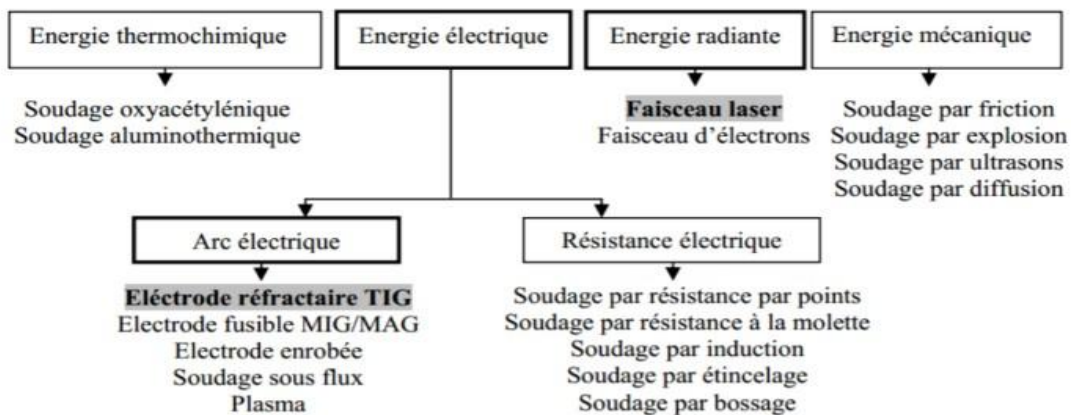 Energie thermochimique
Energie électrique
Energie radiante
Energie mécanique
Soudage oxyacétylénique
Soudage aluminothermique
Faisceau laser
Faisceau d’électrons
Soudage par friction
Soudage par explosion
Soudage par ultrasons
Soudage par diffusion
Arc électrique
Résistance électrique
Eléctrode réfractaire TIG
Electrode fusible MIG/MAG
Electrode enrobée
Soudage sous flux
Plasma
Soudage par résistance par points
Soudage par résistance à la molette
Soudage par induction
Soudage par étincelage
Soudage par bossage